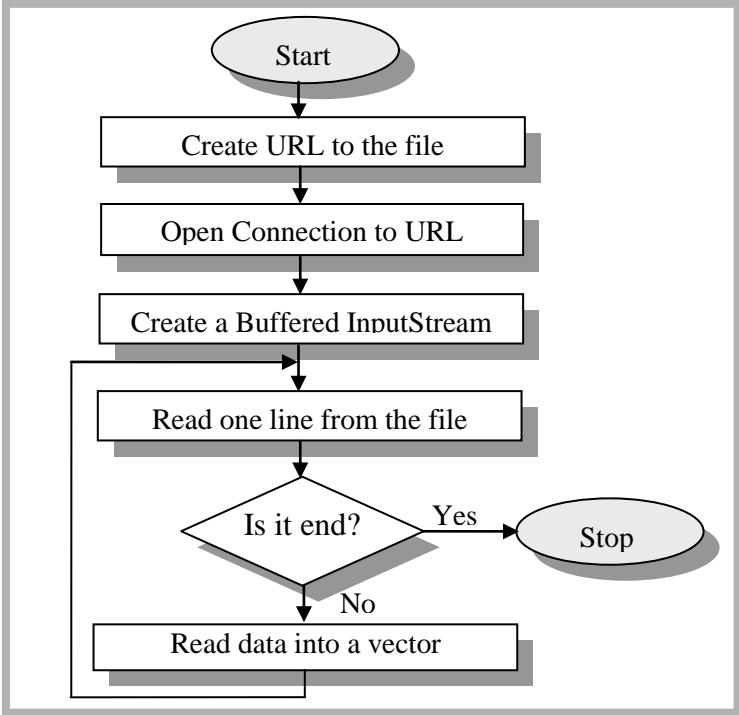 Start
Create URL to the file
Open Connection to URL
Create a Buffered InputStream
Read one line from the file
Is it end?
Yes
Stop
No
Read data into a vector